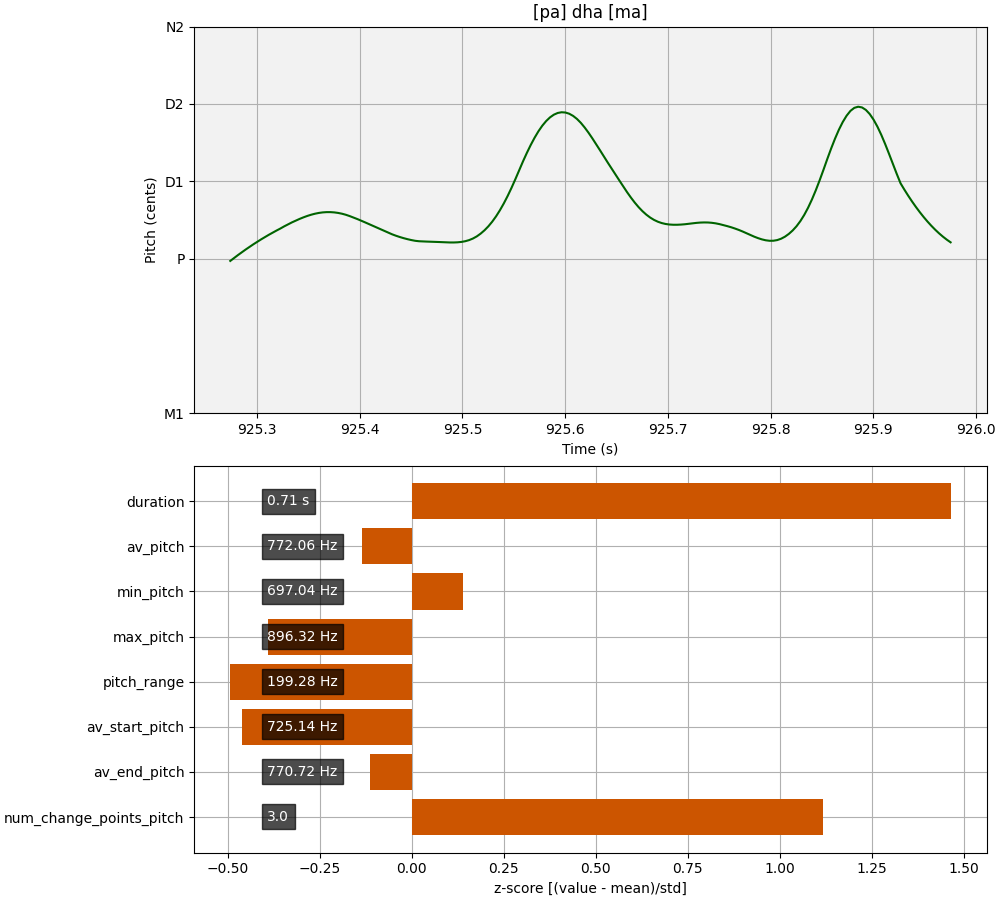 [pa] dha [ma]
N2
D2
D1
P
M1
Pitch (cents)
925.3 925.4 925.5 925.6 925.7 925.8 925.9 926.0
Time (s)
duration 0.71 s
av_pitch 772.06 Hz
min_pitch 697.04 Hz
max_pitch 896.32 Hz
pitch_range 199.28 Hz
av_start_pitch 725.14 Hz
av_end_pitch 770.72 Hz
num_change_points_pitch 3.0
−0.50 −0.25 0.00 0.25 0.50 0.75 1.00 1.25 1.50
z-score [(value - mean)/std]